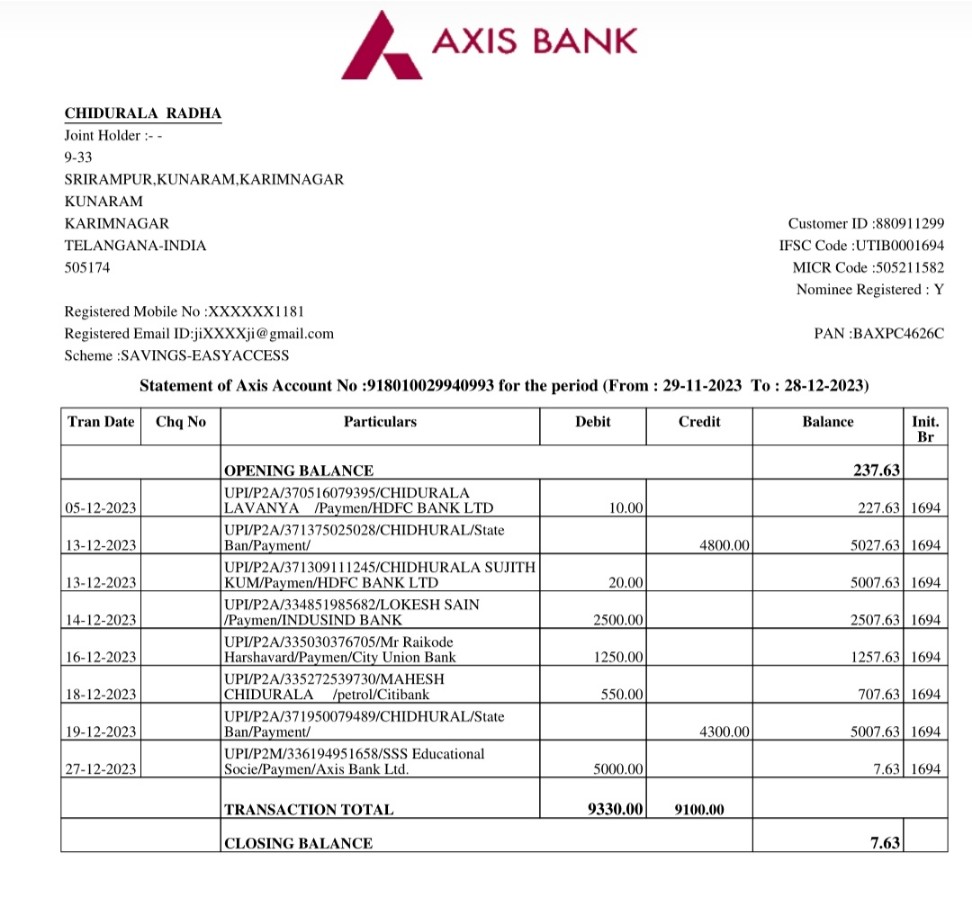 AXIS BANK
CHIDURALA RADHA
Joint Holder :- -
9-33
SRIRAMPUR,KUNARAM,KARIMNAGAR
KUNARAM
KARIMNAGAR
TELANGANA-INDIA
505174
Customer ID :880911299
IFSC Code :UTIB0001694
MICR Code :505211582
Nominee Registered : Y
Registered Mobile No :XXXXXX1181
Registered Email ID:jiXXXXji@gmail.com
PAN :BAXPC4626C
Scheme :SAVINGS-EASYACCESS
Statement of Axis Account No :918010029940993 for the period (From : 29-11-2023 To : 28-12-2023)
Tran Date Chq No Particulars Debit Credit Balance Init. Br
OPENING BALANCE 237.63
UPI/P2A/370516079395/CHIDURALA
05-12-2023 LAVANYA /Paymen/HDFC BANK LTD 10.00 227.63 1694
UPI/P2A/371375025028/CHIDHURAL/State
13-12-2023 Ban/Payment/ 4800.00 5027.63 1694
UPI/P2A/371309111245/CHIDHURALA SUJITH
13-12-2023 KUM/Paymen/HDFC BANK LTD 20.00 5007.63 1694
UPI/P2A/334851985682/LOKESH SAIN
14-12-2023 /Paymen/INDUSIND BANK 2500.00 2507.63 1694
UPI/P2A/335030376705/Mr Raikode
16-12-2023 Harshavard/Paymen/City Union Bank 1250.00 1257.63 1694
UPI/P2A/335272539730/MAHESH
18-12-2023 CHIDURALA /petrol/Citibank 550.00 707.63 1694
UPI/P2A/371950079489/CHIDHURAL/State
19-12-2023 Ban/Payment/ 4300.00 5007.63 1694
UPI/P2M/336194951658/SSS Educational
27-12-2023 Socie/Paymen/Axis Bank Ltd. 5000.00 7.63 1694
TRANSACTION TOTAL 9330.00 9100.00
CLOSING BALANCE 7.63